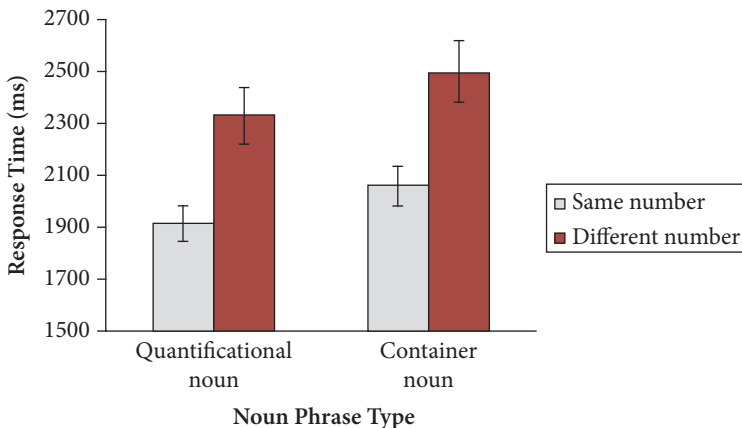 2700
2500
2300
2100
1900
1700
1500
Response Time (ms)
Quantificational
noun
Container
noun
Noun Phrase Type
Same number
Different number